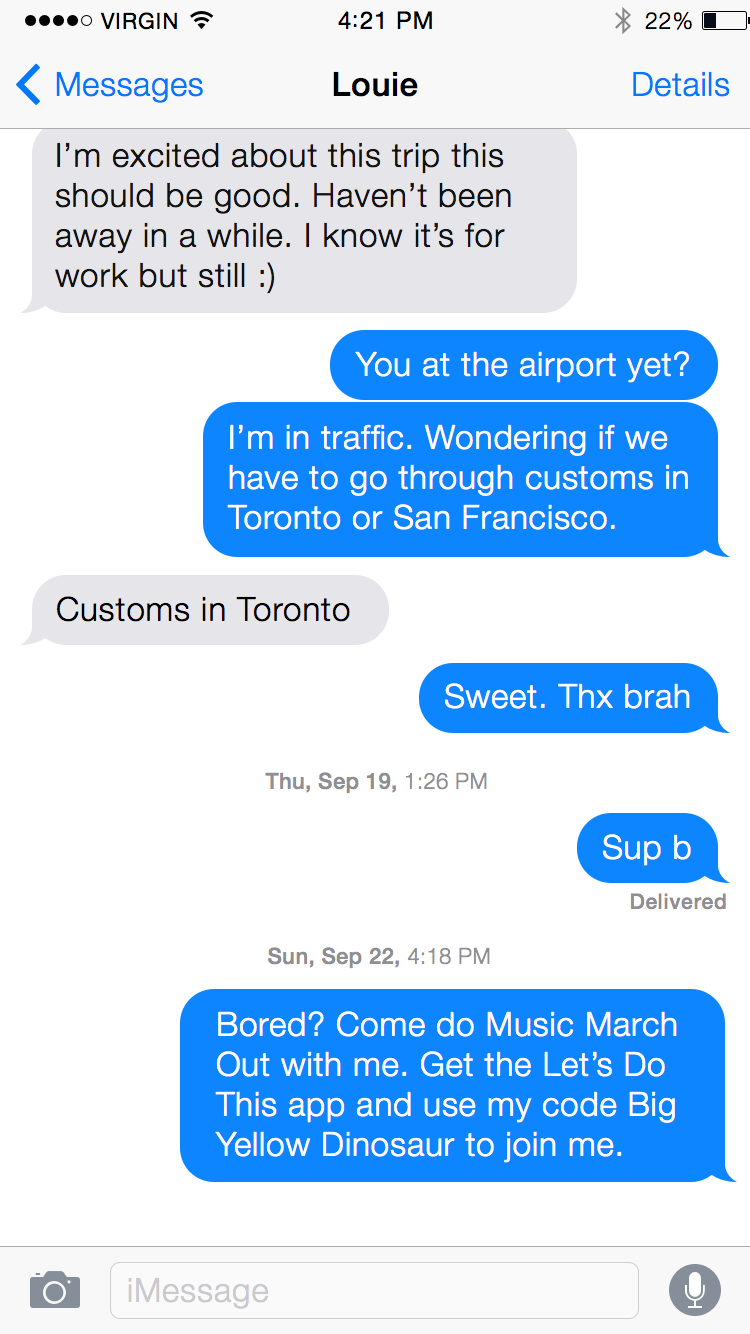 VIRGIN 4:21 PM 22%
Messages Louie Details
I’m excited about this trip this
should be good. Haven’t been
away in a while. I know it’s for
work but still :)
You at the airport yet?
I’m in traffic. Wondering if we
have to go through customs in
Toronto or San Francisco.
Customs in Toronto
Sweet. Thx brah
Thu, Sep 19, 1:26 PM
Sup b
Delivered
Sun, Sep 22, 4:18 PM
Bored? Come do Music March
Out with me. Get the Let’s Do
This app and use my code Big
Yellow Dinosaur to join me.
iMessage